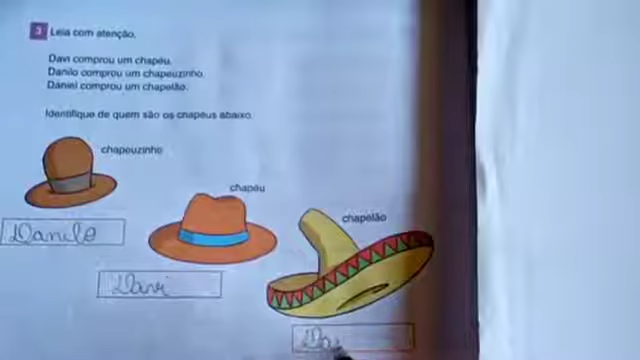 3 Leia com atenção.
Davi comprou um chapéu.
Danilo comprou um chapeuzinho.
Daniel comprou um chapelão.
Identifique de quem são os chapéus abaixo.
chapeuzinho
chapéu
chapelão
Danilo
Davi
Da